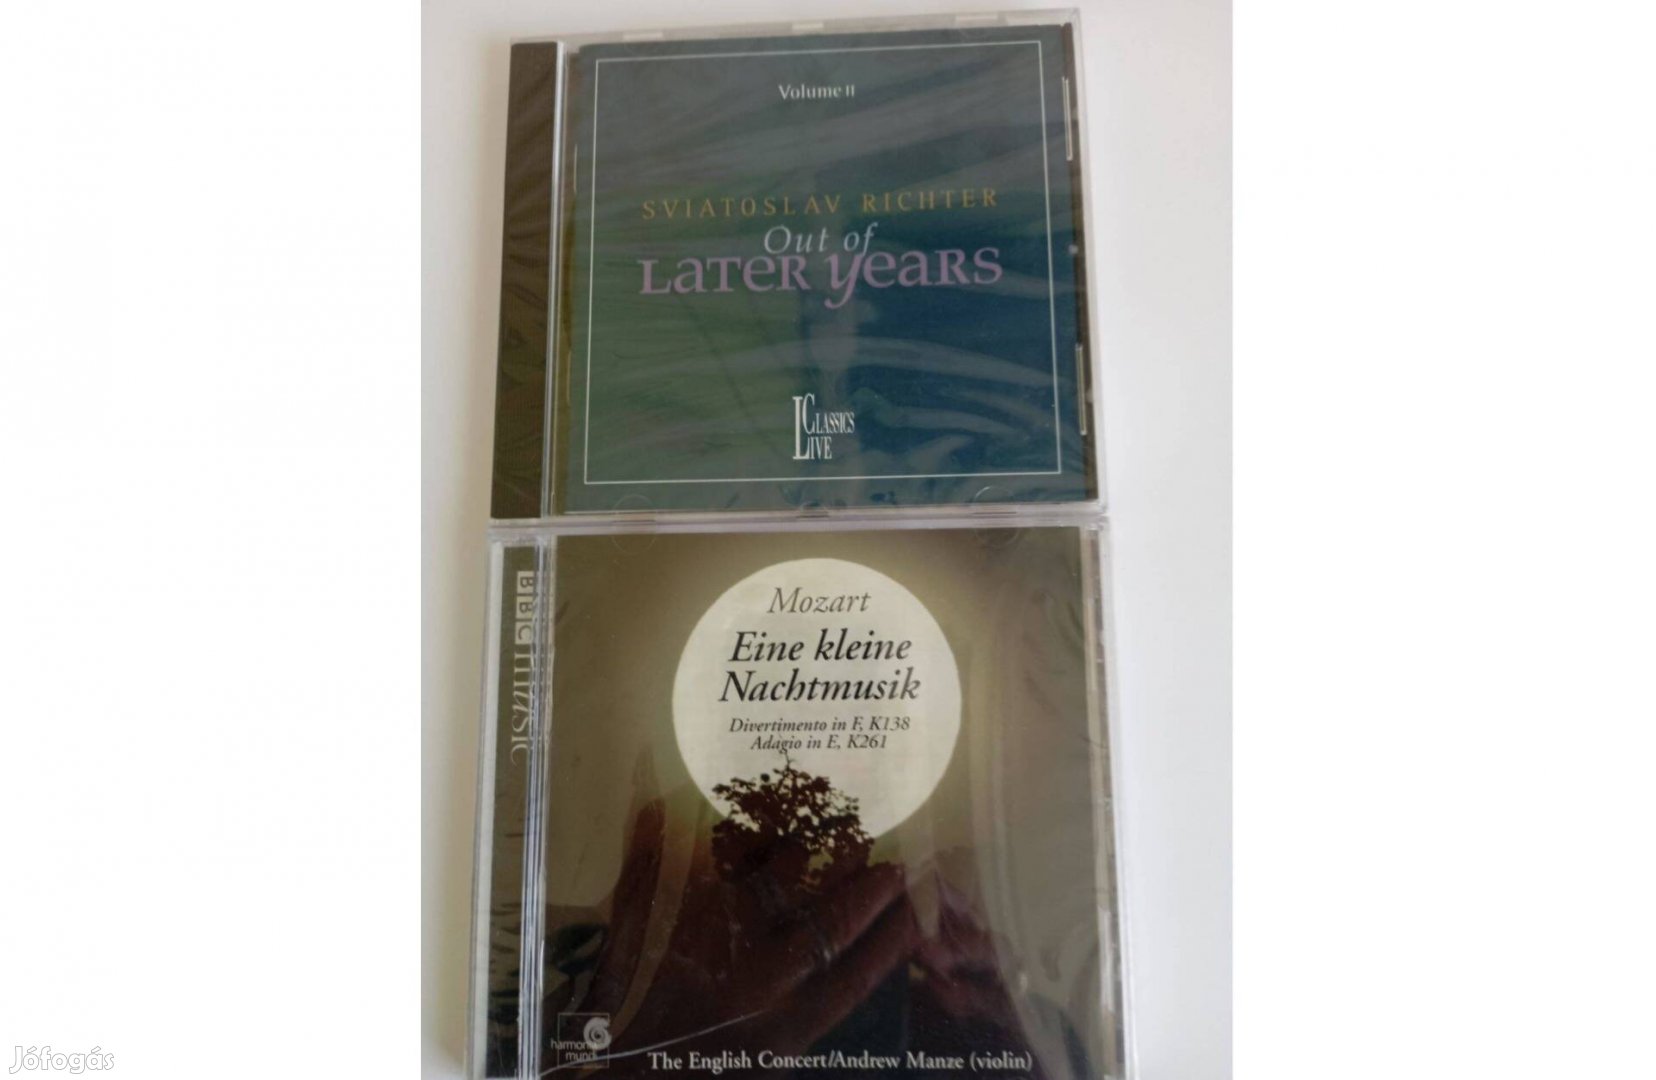 Volume II
SVIATOSLAV RICHTER
Out of
LATER YEARS
CLASSICS
LIVE
BBC music
Mozart
Eine kleine
Nachtmusik
Divertimento in F, K138
Adagio in E, K261
harmonia
mundi
The English Concert/Andrew Manze (violin)
Jófogás